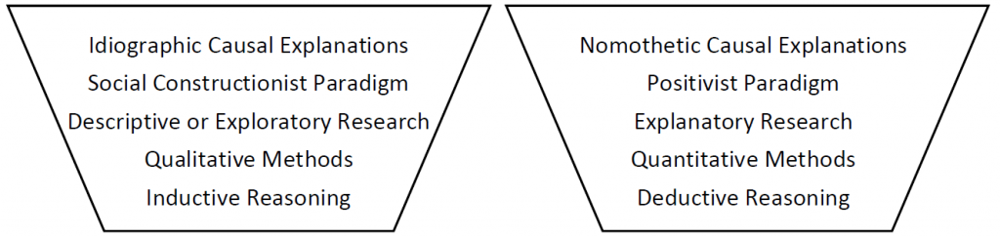 Idiographic Causal Explanations
Social Constructionist Paradigm
Descriptive or Exploratory Research
Qualitative Methods
Inductive Reasoning
Nomothetic Causal Explanations
Positivist Paradigm
Explanatory Research
Quantitative Methods
Deductive Reasoning